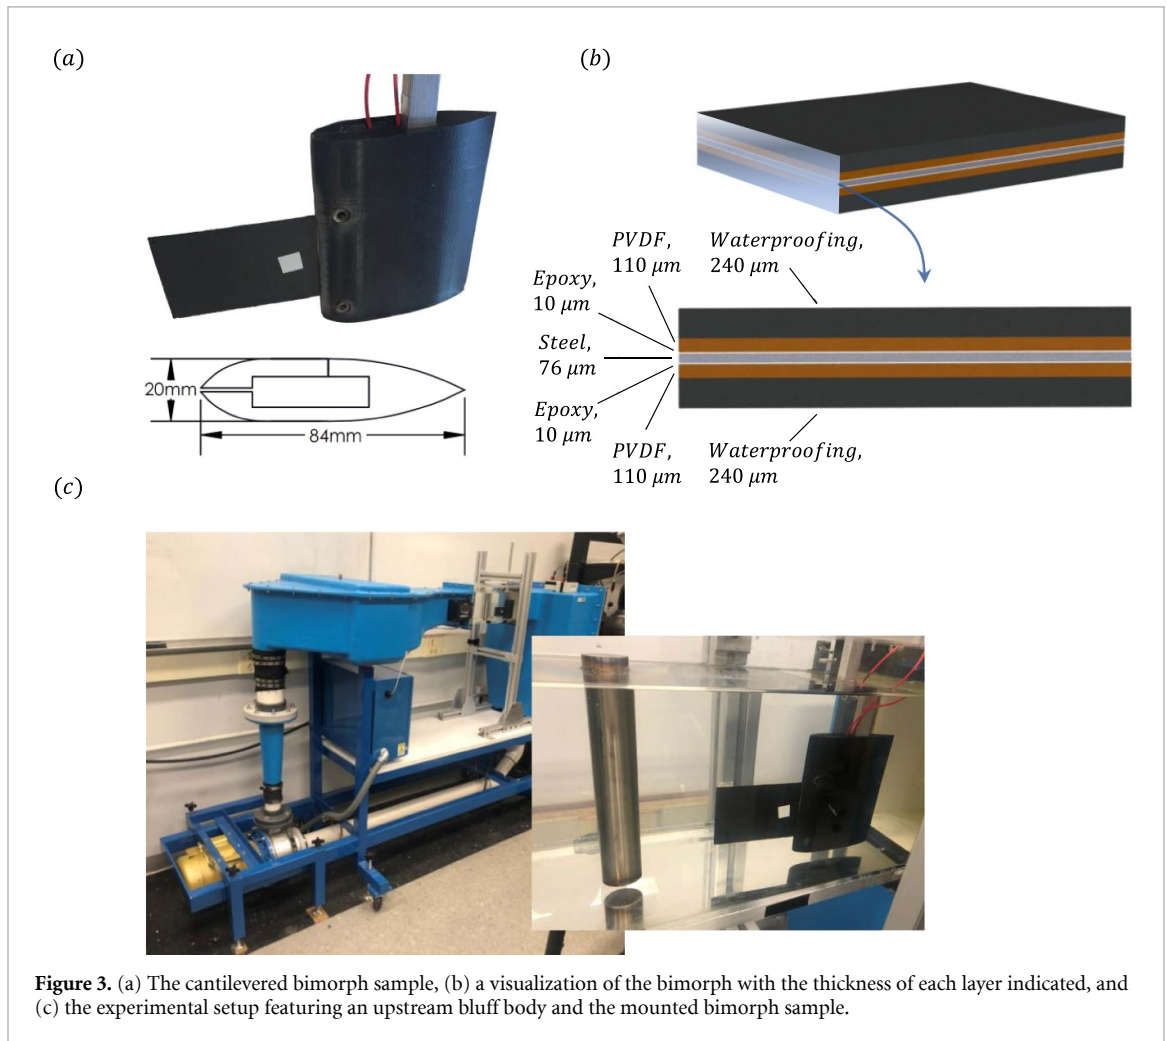 (a)
(b)
20mm
84mm
PVDF,
110 μm
Waterproofing,
240 μm
Epoxy,
10 μm
Steel,
76 μm
Epoxy,
10 μm
PVDF,
110 μm
Waterproofing,
240 μm
(c)
Figure 3. (a) The cantilevered bimorph sample, (b) a visualization of the bimorph with the thickness of each layer indicated, and
(c) the experimental setup featuring an upstream bluff body and the mounted bimorph sample.